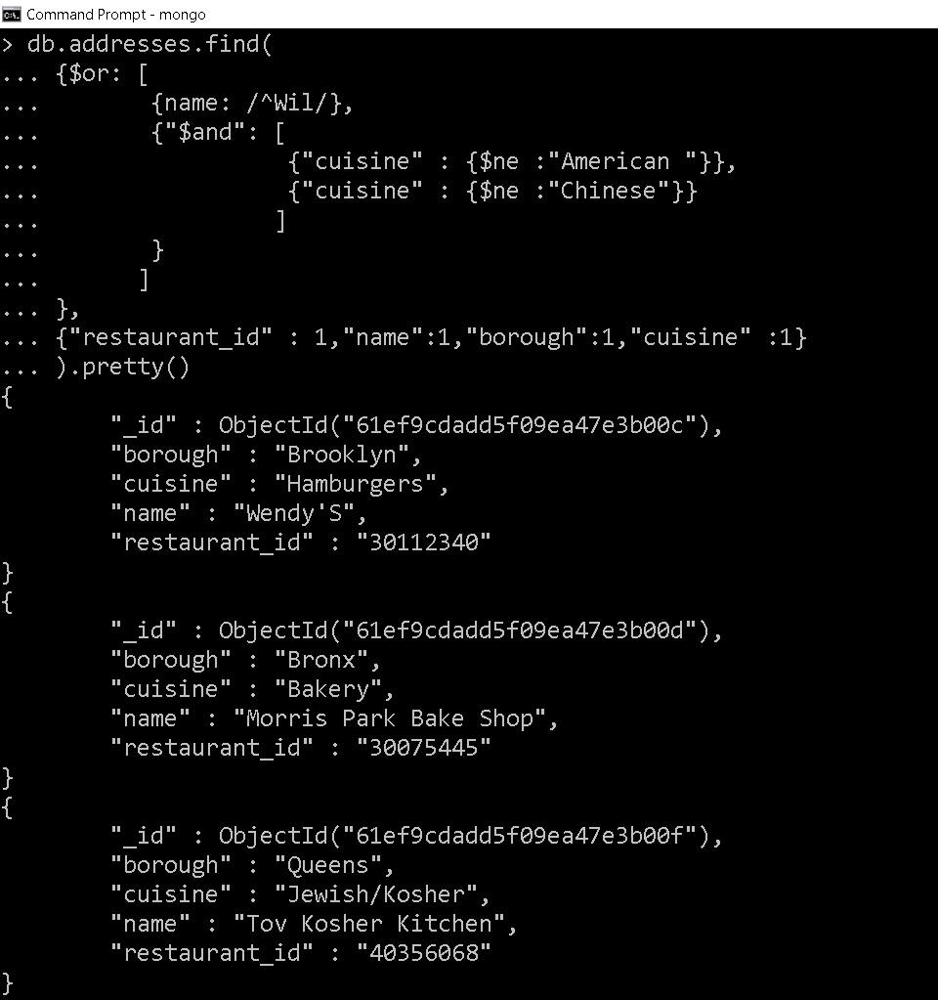 Command Prompt - mongo
> db.addresses.find(
... {$or: [
...        {name: /^Wil/},
...        {"$and": [
...                  {"cuisine" : {$ne :"American "}},
...                  {"cuisine" : {$ne :"Chinese"}}
...                 ]
...        }
...       ]
... },
... {"restaurant_id" : 1,"name":1,"borough":1,"cuisine" :1}
... ).pretty()
{
        "_id" : ObjectId("61ef9cdadd5f09ea47e3b00c"),
        "borough" : "Brooklyn",
        "cuisine" : "Hamburgers",
        "name" : "Wendy'S",
        "restaurant_id" : "30112340"
}
{
        "_id" : ObjectId("61ef9cdadd5f09ea47e3b00d"),
        "borough" : "Bronx",
        "cuisine" : "Bakery",
        "name" : "Morris Park Bake Shop",
        "restaurant_id" : "30075445"
}
{
        "_id" : ObjectId("61ef9cdadd5f09ea47e3b00f"),
        "borough" : "Queens",
        "cuisine" : "Jewish/Kosher",
        "name" : "Tov Kosher Kitchen",
        "restaurant_id" : "40356068"
}